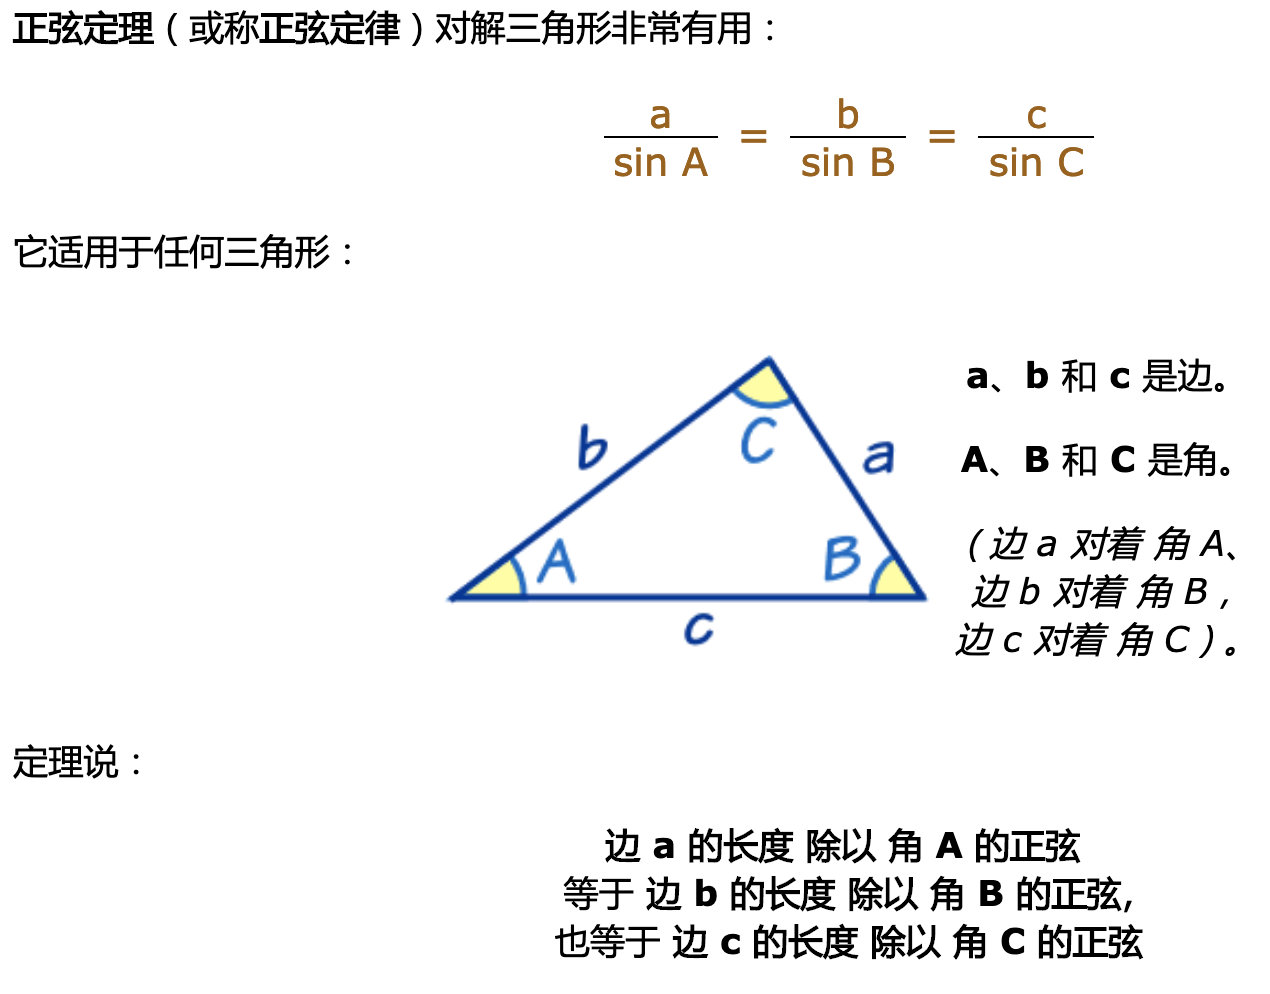 正弦定理（或称正弦定律）对解三角形非常有用：
a / sin A = b / sin B = c / sin C
它适用于任何三角形：
a、b 和 c 是边。
b
C
a
A、B 和 C 是角。
A
B
（边 a 对着 角 A、
边 b 对着 角 B，
c
边 c 对着 角 C）。
定理说：
边 a 的长度 除以 角 A 的正弦
等于 边 b 的长度 除以 角 B 的正弦,
也等于 边 c 的长度 除以 角 C 的正弦